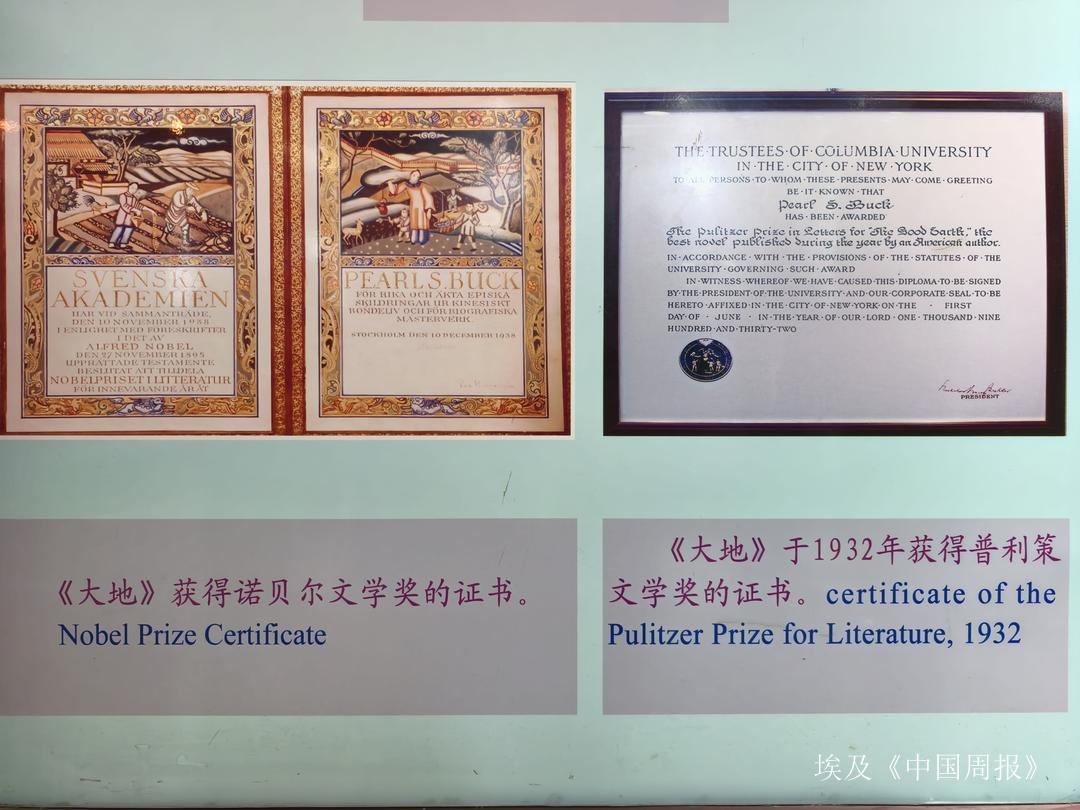 SVENSKA
AKADEMIEN
HAR VID SAMMANTRÄDE,
DEN 10 NOVEMBER 1938
I ENLIGHET MED FÖRESKRIFTER
I DET AV
ALFRED NOBEL
DEN 27 NOVEMBER 1895
UPPRÄTTADE TESTAMENTE
BESLUTAT ATT TILLDELA
NOBELPRISET I LITTERATUR
FÖR INNEVARANDE ÅR ÅT
PEARL S. BUCK
FÖR RIKA OCH ÄKTA EPISKA
SKILDRINGAR UR KINESISKT
BONDELIV OCH FÖR BIOGRAFISKA
MÄSTERVERK
STOCKHOLM DEN 10 DECEMBER 1938
THE·TRUSTEES·OF·COLUMBIA·UNIVERSITY
IN·THE·CITY·OF·NEW·YORK
TO·ALL·PERSONS·TO·WHOM·THESE·PRESENTS·MAY·COME·GREETING
BE·IT·KNOWN·THAT
Pearl S. Buck
HAS·BEEN·AWARDED
The Pulitzer Prize in Letters for "The Good Earth," the
best novel published during the year by an American author.
IN·ACCORDANCE·WITH·THE·PROVISIONS·OF·THE·STATUTES·OF·THE
UNIVERSITY·GOVERNING·SUCH·AWARD
IN·WITNESS·WHEREOF·WE·HAVE·CAUSED·THIS·DIPLOMA·TO·BE·SIGNED
BY·THE·PRESIDENT·OF·THE·UNIVERSITY·AND·OUR·CORPORATE·SEAL·TO·BE
HERETO·AFFIXED·IN·THE·CITY·OF·NEW·YORK·ON·THE · FIRST
DAY·OF · JUNE · IN·THE·YEAR·OF·OUR·LORD·ONE·THOUSAND·NINE
HUNDRED·AND·THIRTY·TWO
PRESIDENT
《大地》获得诺贝尔文学奖的证书。
Nobel Prize Certificate
《大地》于1932年获得普利策
文学奖的证书。certificate of the
Pulitzer Prize for Literature, 1932
埃及《中国周报》